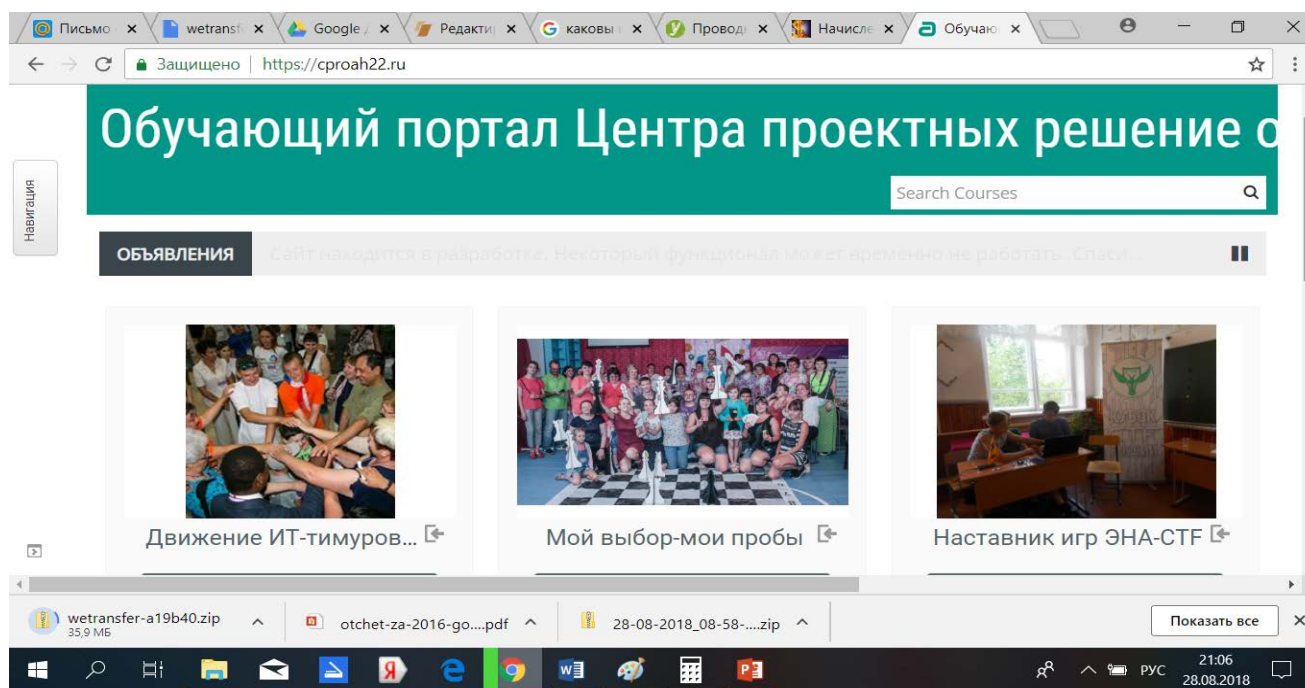 Письмо
wetransf
Google Д
Редакти
каковы
Провод
Начисле
Обучаю
Защищено | https://cproah22.ru
Обучающий портал Центра проектных решение о
Навигация
Search Courses
ОБЪЯВЛЕНИЯ Сайт находится в разработке. Некоторый функционал может временно не работать. Спаси...
Движение ИТ-тимуров... Мой выбор-мои пробы Наставник игр ЭНА-CTF
wetransfer-a19b40.zip
35,9 МБ
otchet-za-2016-go....pdf
28-08-2018_08-58-....zip
Показать все
РУС
21:06
28.08.2018